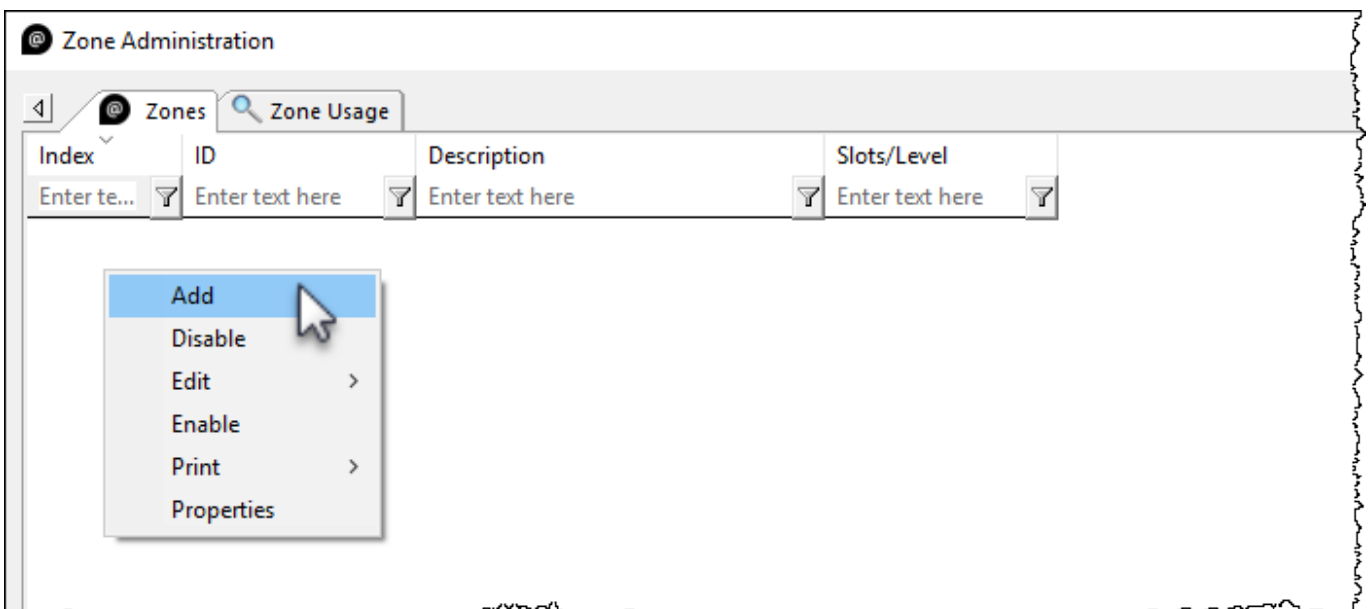 @ Zone Administration
@ Zones Zone Usage
Index ID Description Slots/Level
Enter te... Enter text here Enter text here Enter text here
Add
Disable
Edit >
Enable
Print >
Properties